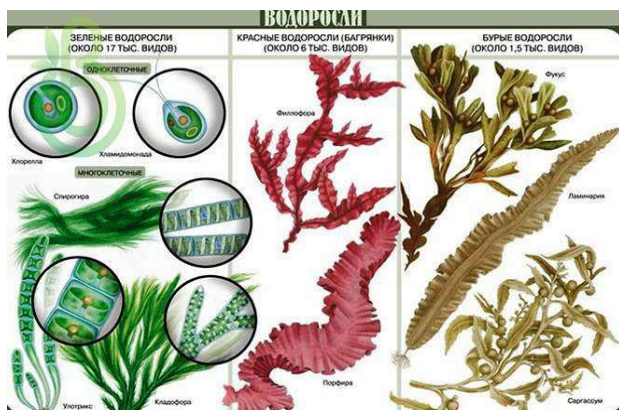 ВОДОРОСЛИ
ЗЕЛЕНЫЕ ВОДОРОСЛИ
(ОКОЛО 17 ТЫС. ВИДОВ)
КРАСНЫЕ ВОДОРОСЛИ (БАГРЯНКИ)
(ОКОЛО 6 ТЫС. ВИДОВ)
БУРЫЕ ВОДОРОСЛИ
(ОКОЛО 1,5 ТЫС. ВИДОВ)
ОДНОКЛЕТОЧНЫЕ
Хлорелла
Хламидомонада
МНОГОКЛЕТОЧНЫЕ
Спирогира
Улотрикс
Кладофора
Филлофора
Порфира
Фукус
Ламинария
Саргассум